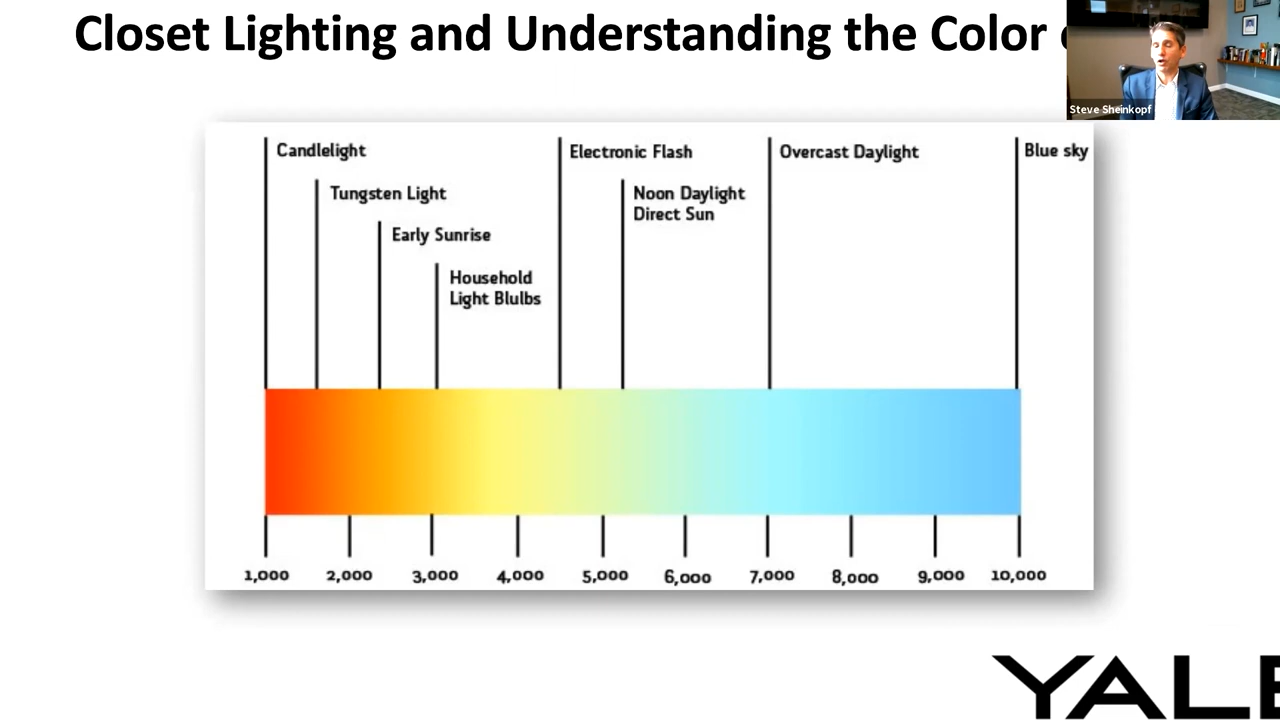 Closet Lighting and Understanding the Color
Steve Sheinkopf
Candlelight
Electronic Flash
Overcast Daylight
Blue sky
Tungsten Light
Noon Daylight
Direct Sun
Early Sunrise
Household
Light Blulbs
1,000 2,000 3,000 4,000 5,000 6,000 7,000 8,000 9,000 10,000
YALE